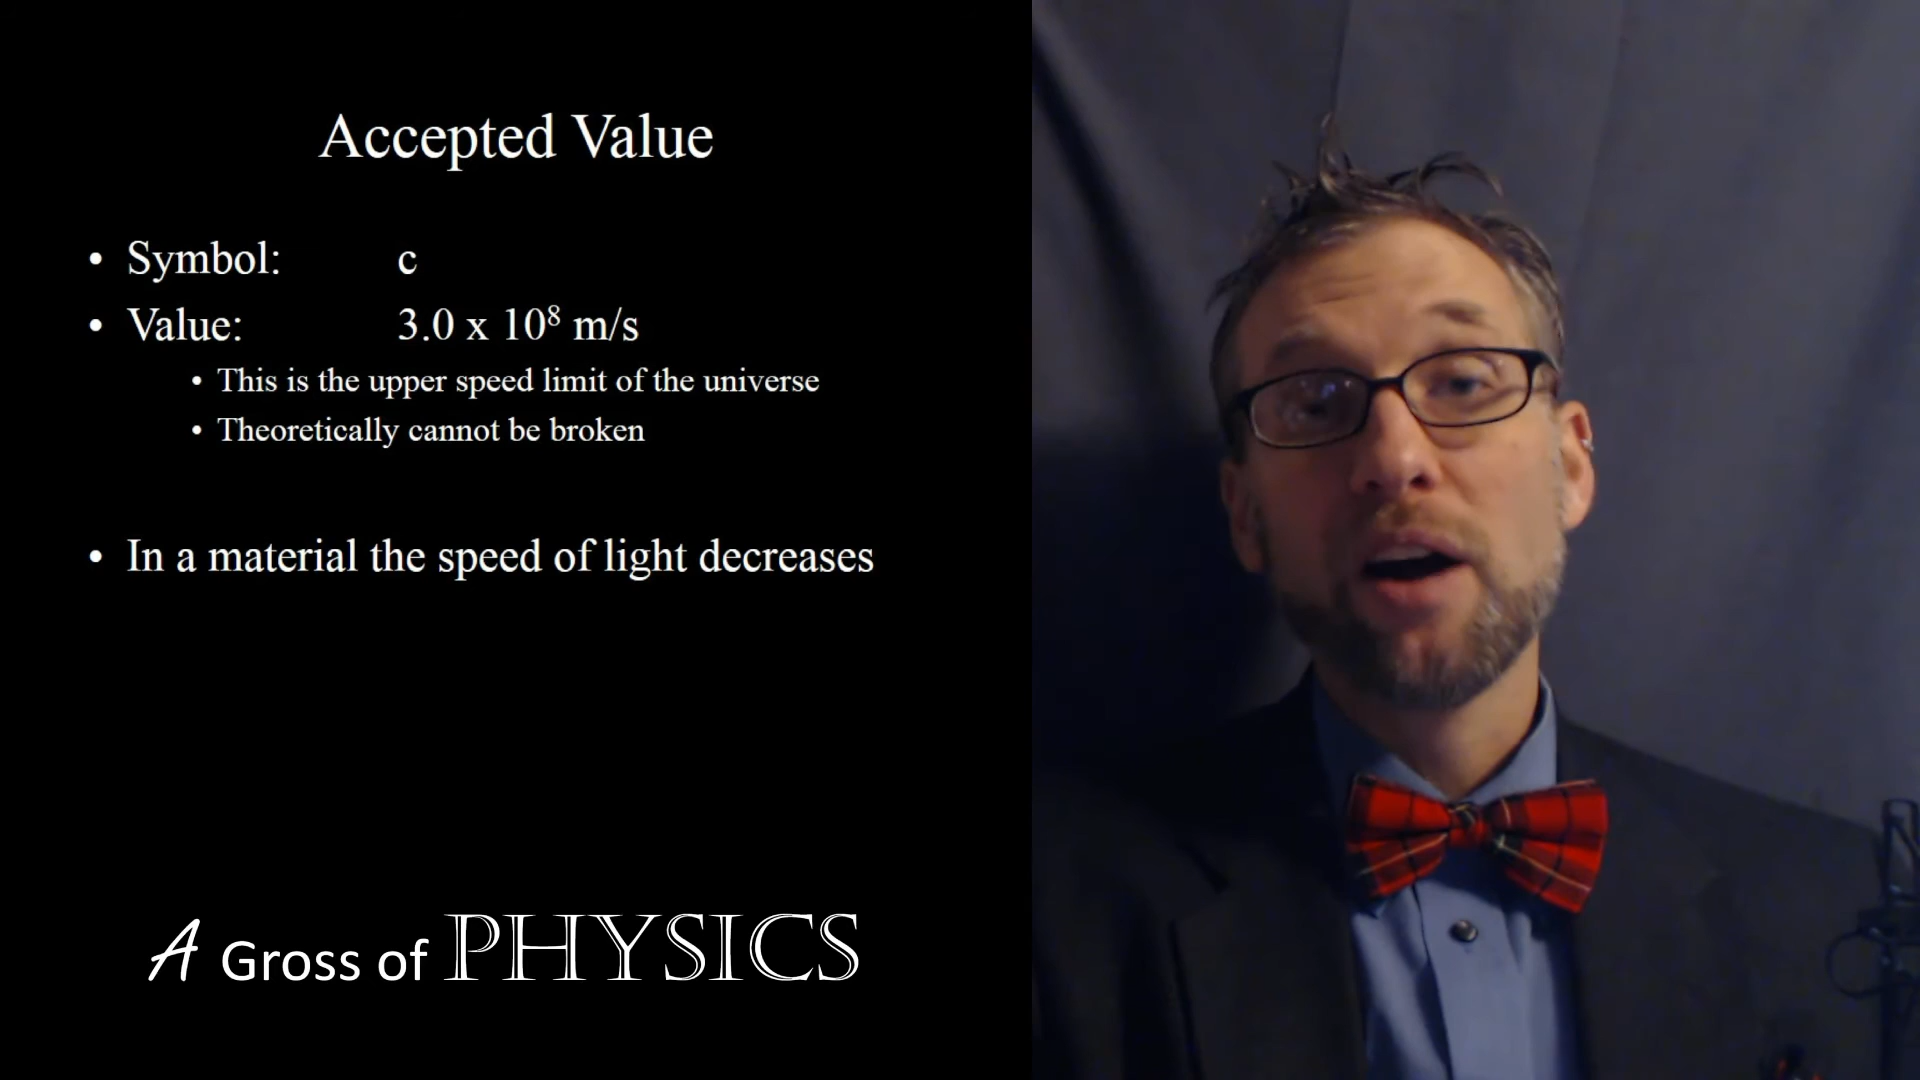 Accepted Value
• Symbol: c
• Value: 3.0 x 10⁸ m/s
• This is the upper speed limit of the universe
• Theoretically cannot be broken
• In a material the speed of light decreases
A Gross of PHYSICS